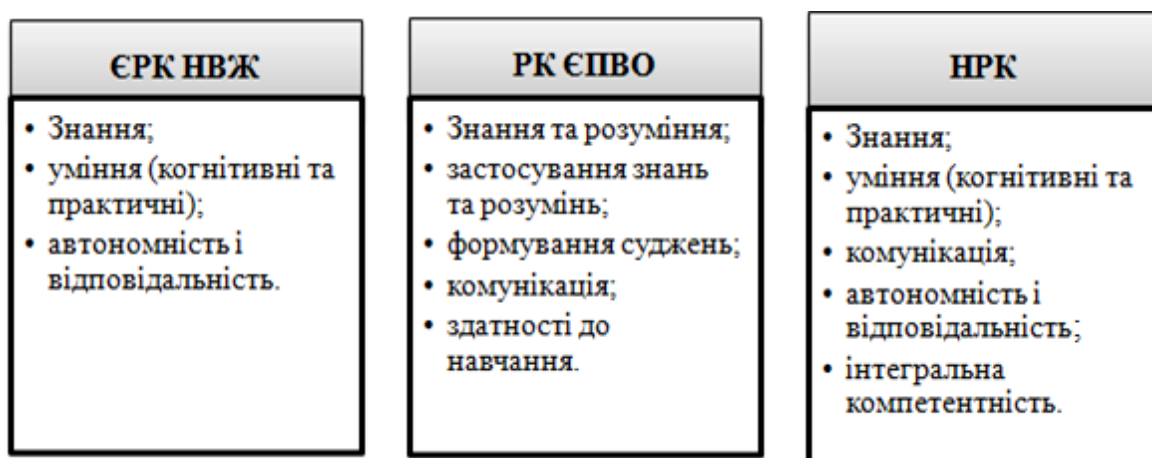 ЄРК НВЖ
• Знання;
• уміння (когнітивні та
практичні);
• автономність і
відповідальність.
РК ЄПВО
• Знання та розуміння;
• застосування знань
та розумінь;
• формування суджень;
• комунікація;
• здатності до
навчання.
НРК
• Знання;
• уміння (когнітивні та
практичні);
• комунікація;
• автономність і
відповідальність;
• інтегральна
компетентність.